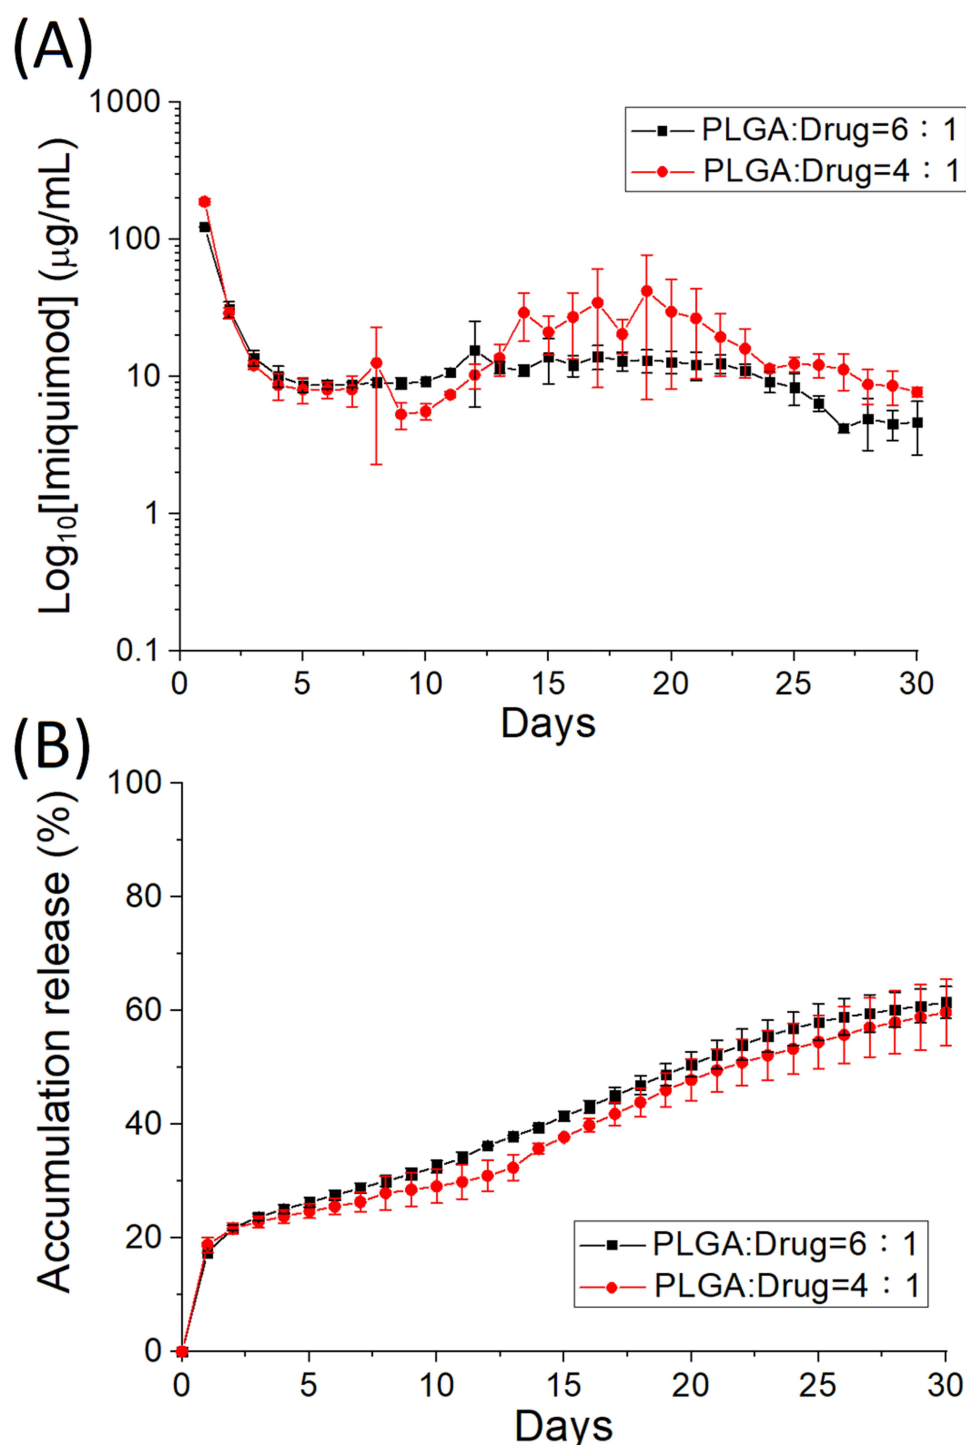 (A)
Log₁₀[Imiquimod] (μg/mL)
1000
100
10
1
0.1
PLGA:Drug=6：1
PLGA:Drug=4：1
0 5 10 15 20 25 30
Days
(B)
Accumulation release (%)
100
80
60
40
20
0
PLGA:Drug=6：1
PLGA:Drug=4：1
0 5 10 15 20 25 30
Days